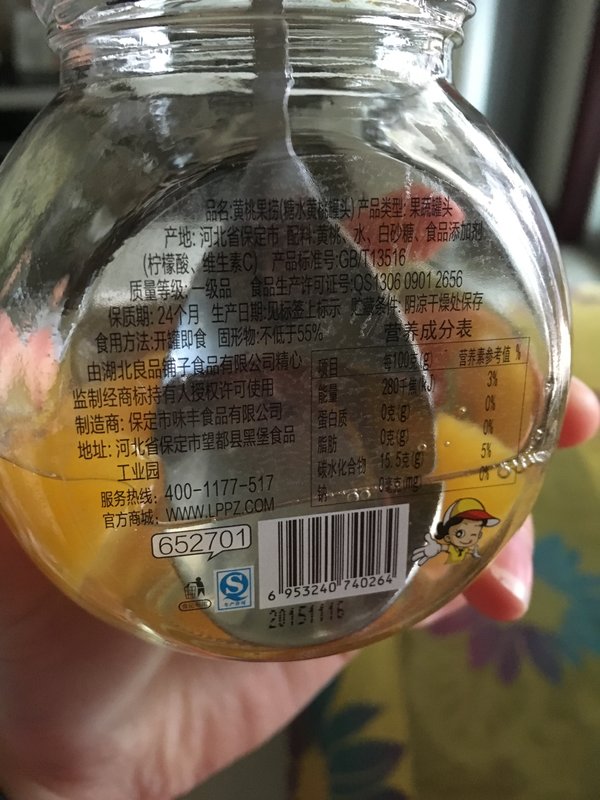 品名:黄桃果捞(糖水黄桃罐头) 产品类型: 果蔬罐头
产地: 河北省保定市 配料:黄桃、水、白砂糖、食品添加剂
(柠檬酸、维生素C) 产品标准号:GB/T13516
质量等级:一级品 食品生产许可证号:QS1306 0901 2656
保质期: 24个月 生产日期:见标签上标示 贮藏条件: 阴凉干燥处保存
食用方法:开罐即食 固形物:不低于55%
由湖北良品铺子食品有限公司精心
监制经商标持有人授权许可使用
制造商: 保定市味丰食品有限公司
地址: 河北省保定市望都县黑堡食品
工业园
服务热线: 400-1177-517
官方商城: WWW.LPPZ.COM
652701
营养成分表
项目 每100克(g) 营养素参考值 %
能量 280千焦(kJ) 3%
蛋白质 0克(g) 0%
脂肪 0克(g) 0%
碳水化合物 15.5克(g) 5%
钠 0毫克(mg) 0%
生产许可
6 953240 740264
20151116